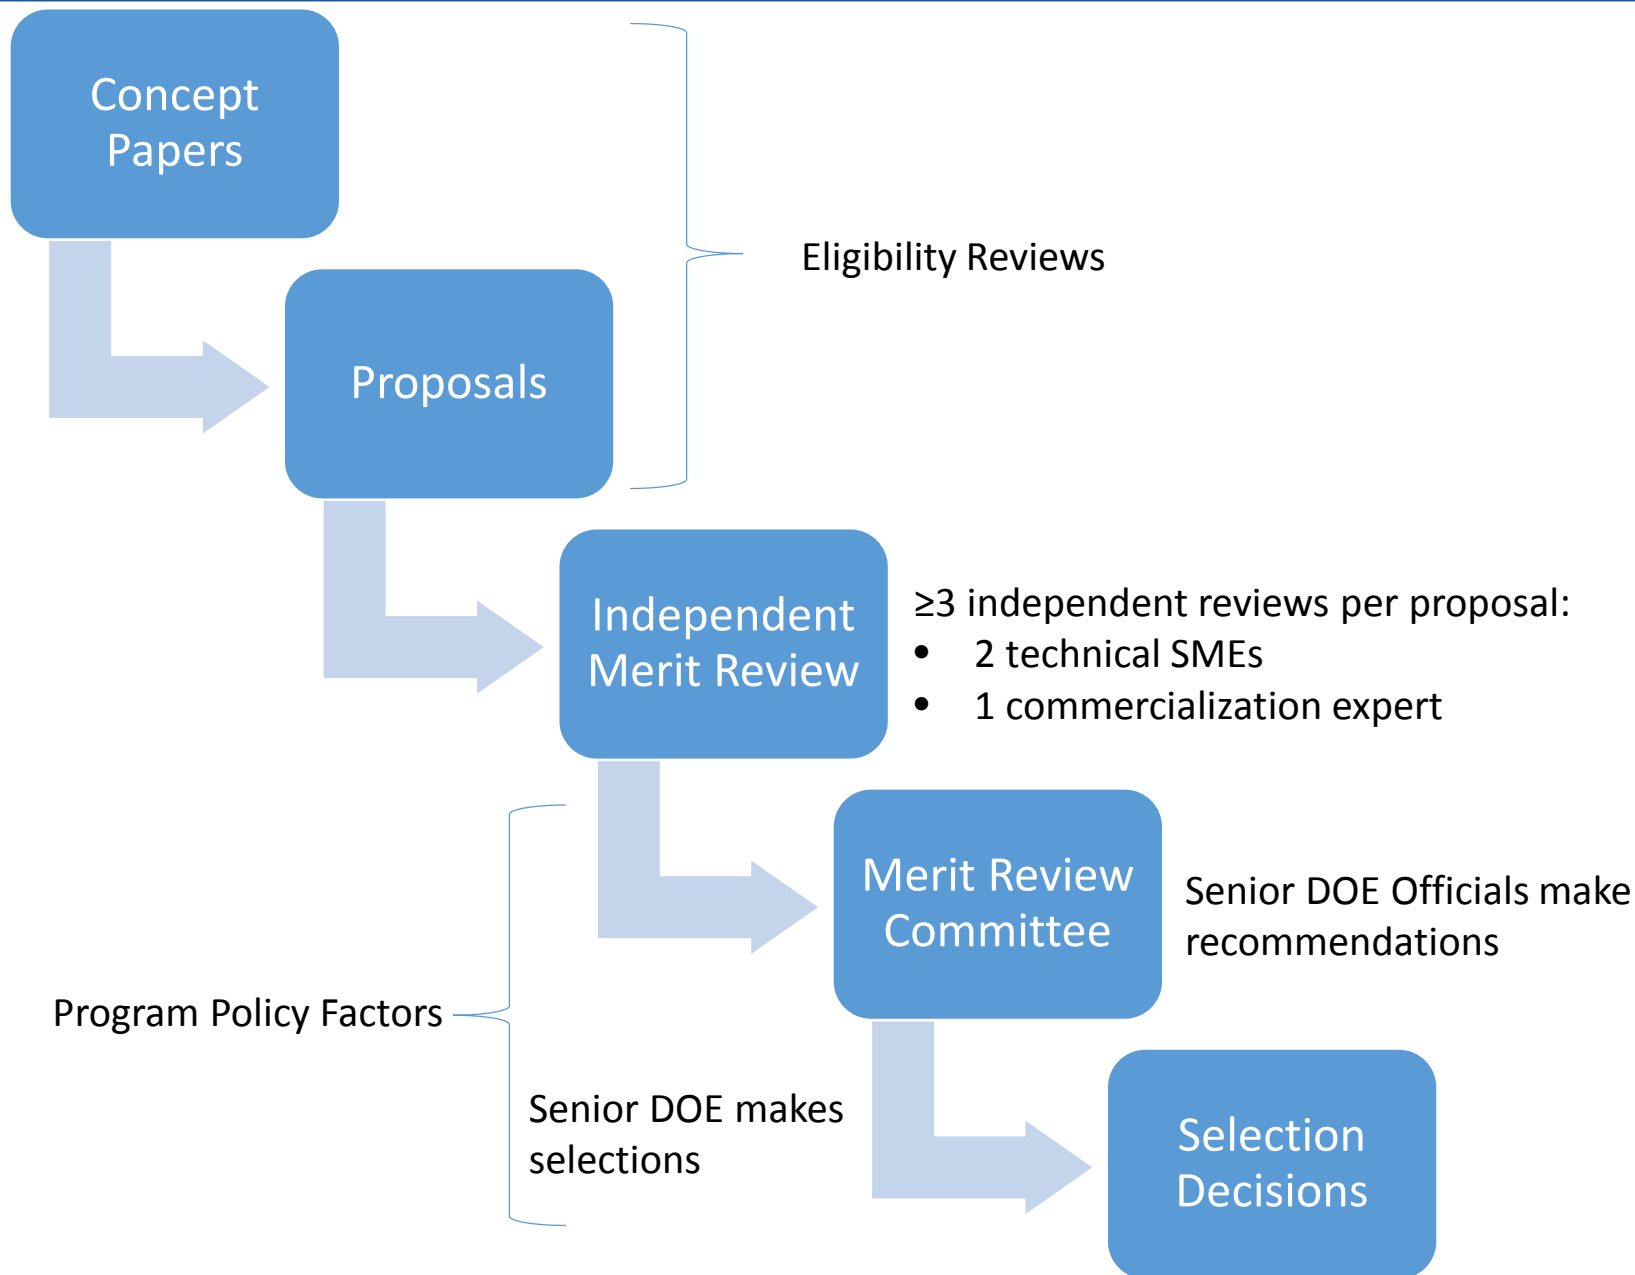 Concept
Papers
Eligibility Reviews
Proposals
Independent
Merit Review
≥3 independent reviews per proposal:
• 2 technical SMEs
• 1 commercialization expert
Merit Review
Committee
Senior DOE Officials make
recommendations
Program Policy Factors
Senior DOE makes
selections
Selection
Decisions